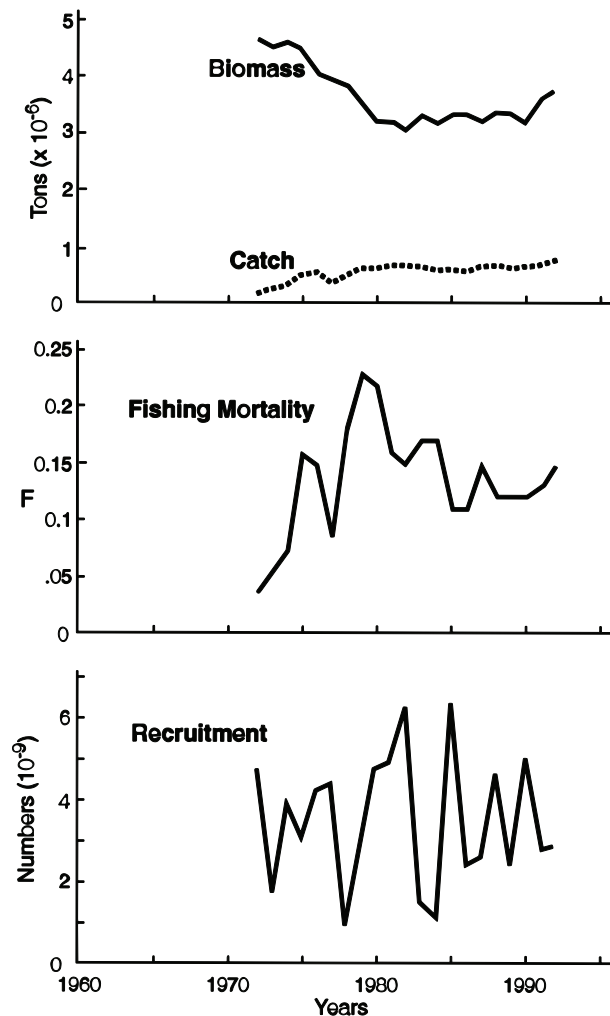 5
Biomass
4
3
Tons (x 10-6)
2
1
Catch
0
0.25
0.2
Fishing Mortality
0.15
F
0.1
.05
0
6
Recruitment
4
Numbers (10-9)
2
0
1960 1970 1980 1990
Years